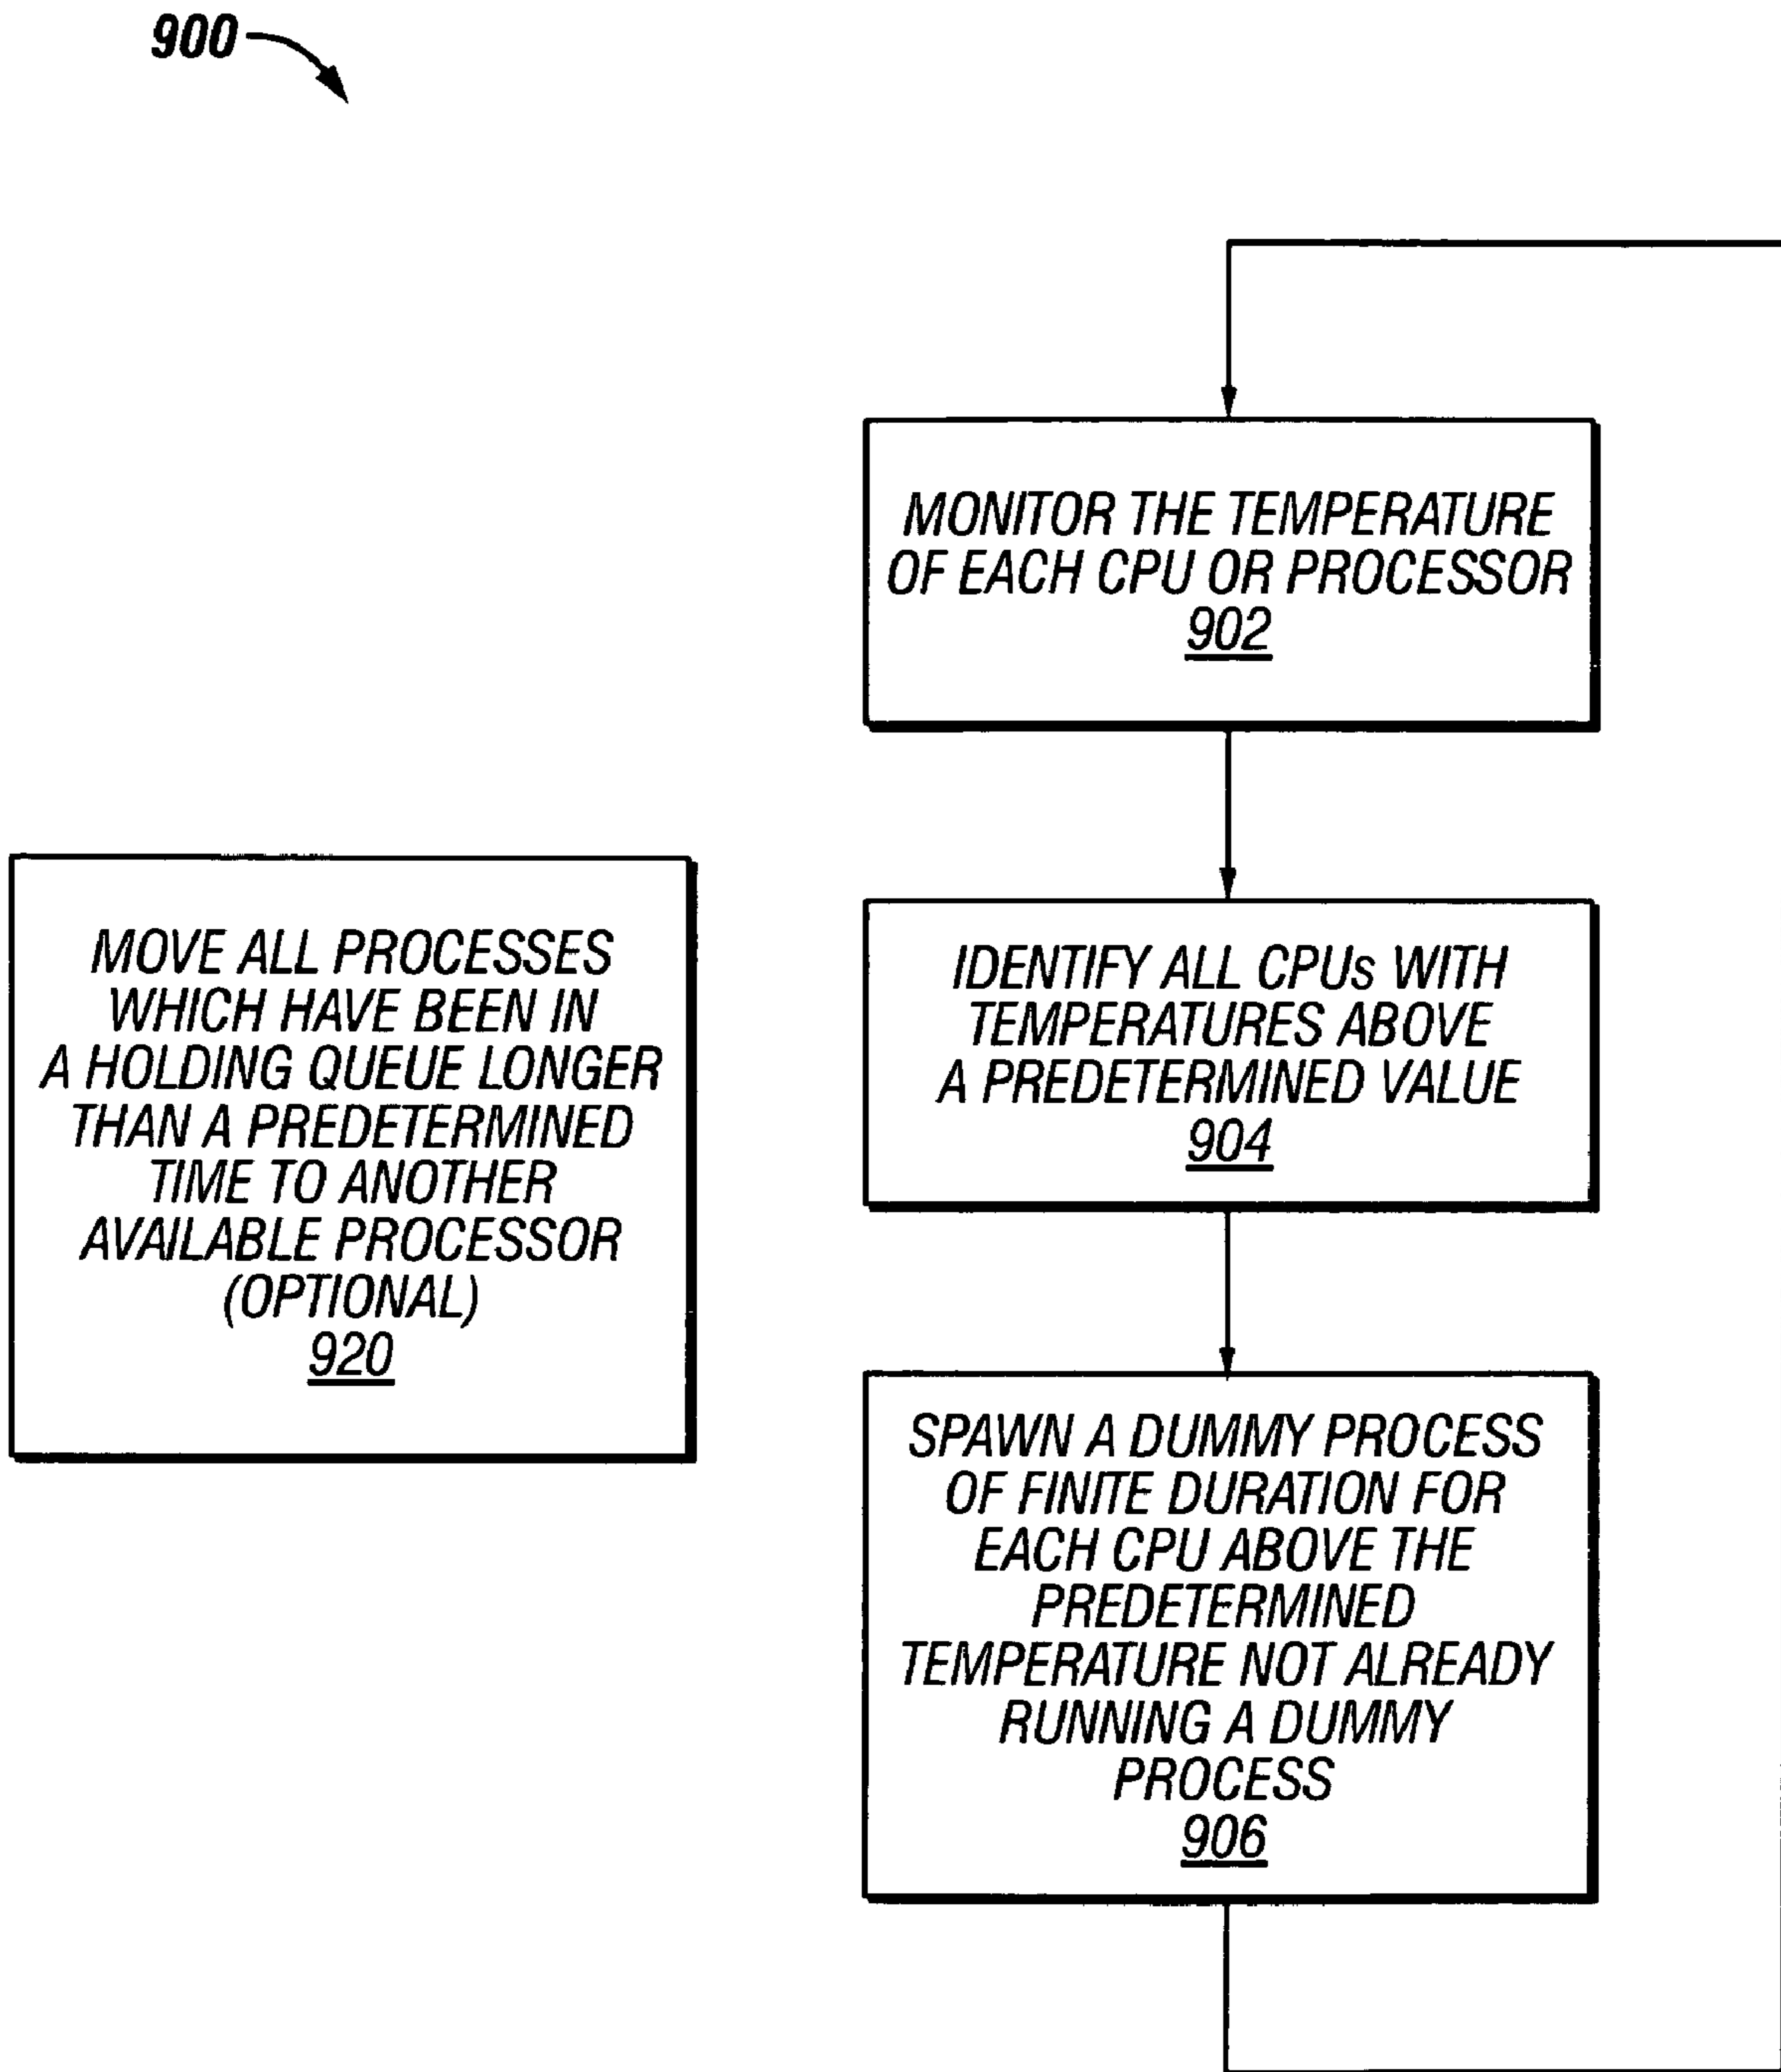 900
MONITOR THE TEMPERATURE
OF EACH CPU OR PROCESSOR
902
IDENTIFY ALL CPUs WITH
TEMPERATURES ABOVE
A PREDETERMINED VALUE
904
SPAWN A DUMMY PROCESS
OF FINITE DURATION FOR
EACH CPU ABOVE THE
PREDETERMINED
TEMPERATURE NOT ALREADY
RUNNING A DUMMY
PROCESS
906
MOVE ALL PROCESSES
WHICH HAVE BEEN IN
A HOLDING QUEUE LONGER
THAN A PREDETERMINED
TIME TO ANOTHER
AVAILABLE PROCESSOR
(OPTIONAL)
920